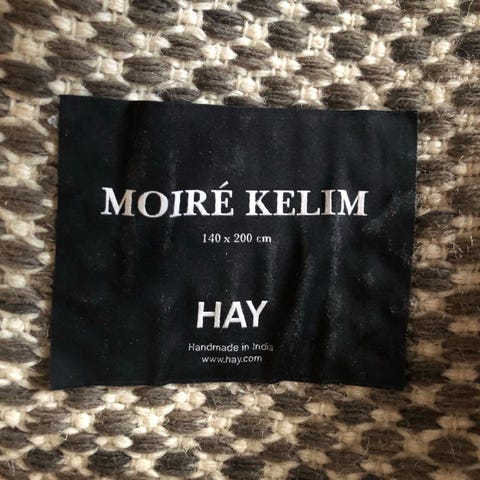 MOIRÉ KELIM
140 x 200 cm
HAY
Handmade in India
www.hay.com